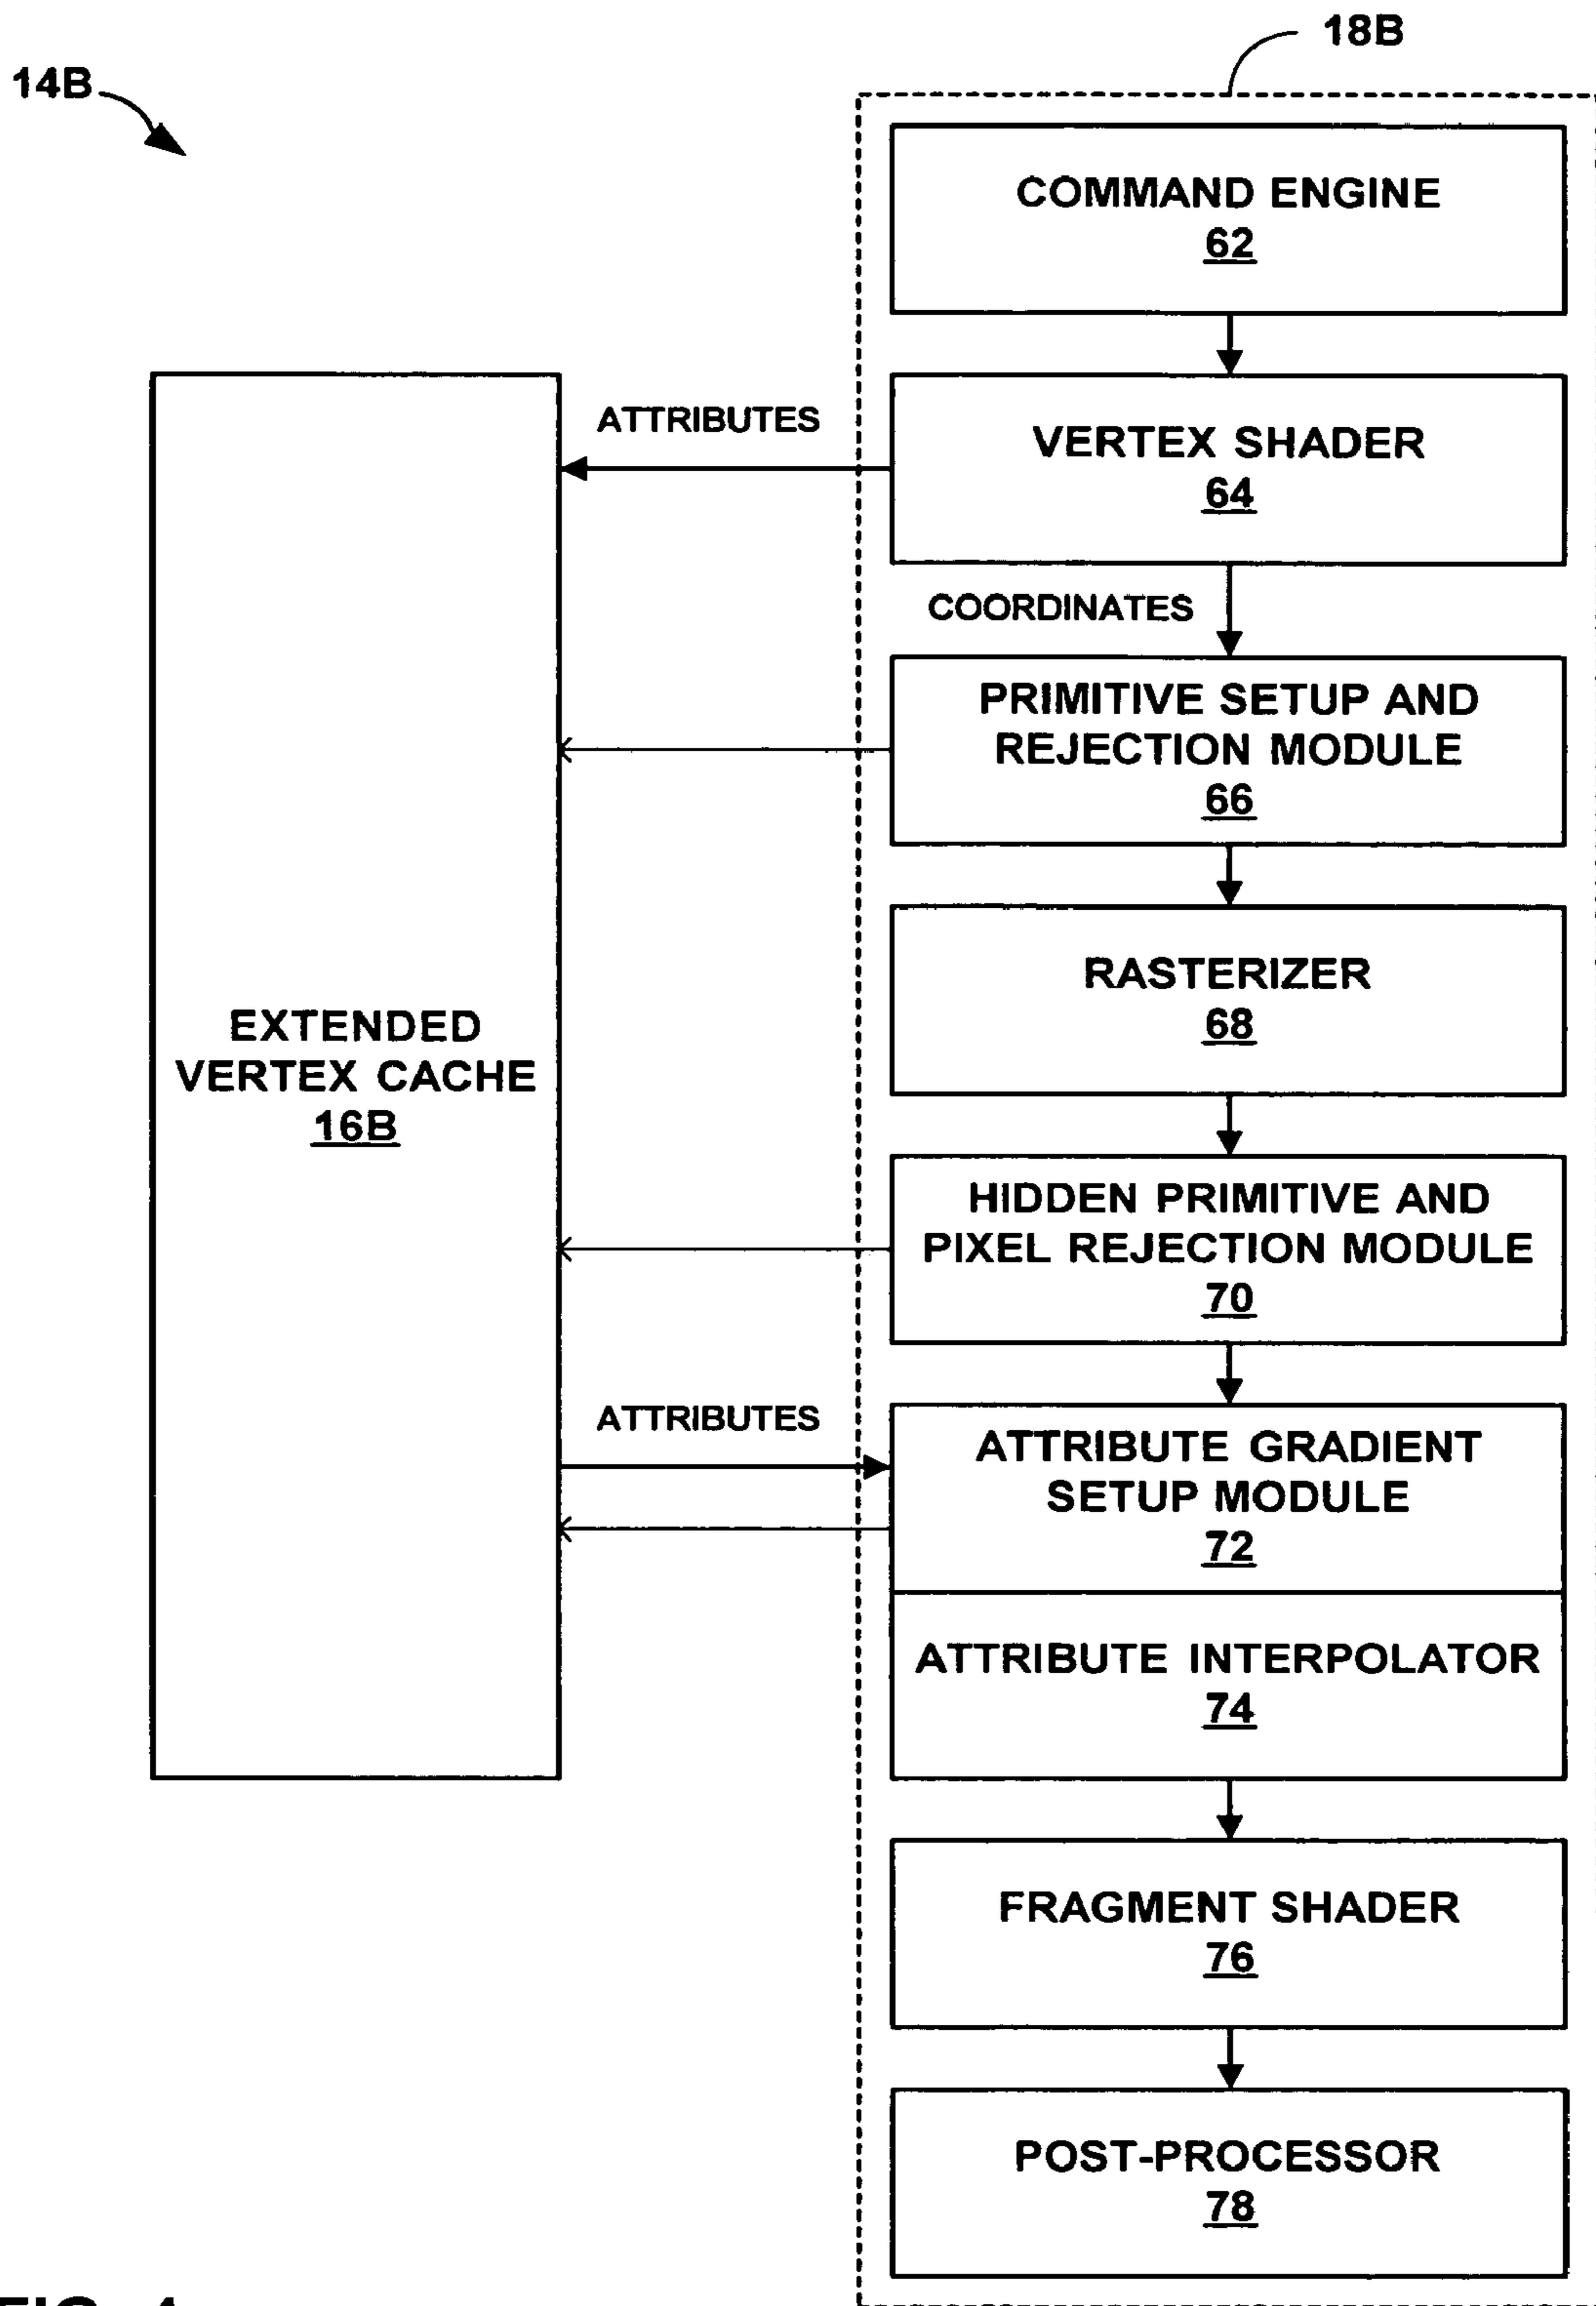 18B
14B
COMMAND ENGINE
62
ATTRIBUTES
VERTEX SHADER
64
COORDINATES
PRIMITIVE SETUP AND
REJECTION MODULE
66
RASTERIZER
68
EXTENDED
VERTEX CACHE
16B
HIDDEN PRIMITIVE AND
PIXEL REJECTION MODULE
70
ATTRIBUTES
ATTRIBUTE GRADIENT
SETUP MODULE
72
ATTRIBUTE INTERPOLATOR
74
FRAGMENT SHADER
76
POST-PROCESSOR
78